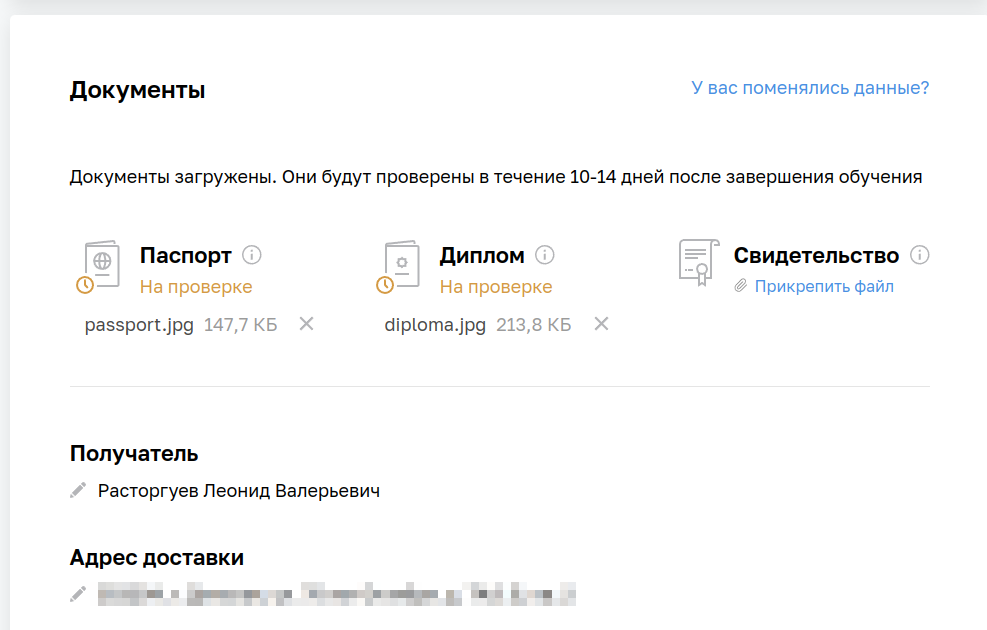 Документы
У вас поменялись данные?
Документы загружены. Они будут проверены в течение 10-14 дней после завершения обучения
Паспорт
На проверке
passport.jpg 147,7 КБ
Диплом
На проверке
diploma.jpg 213,8 КБ
Свидетельство
Прикрепить файл
Получатель
Расторгуев Леонид Валерьевич
Адрес доставки